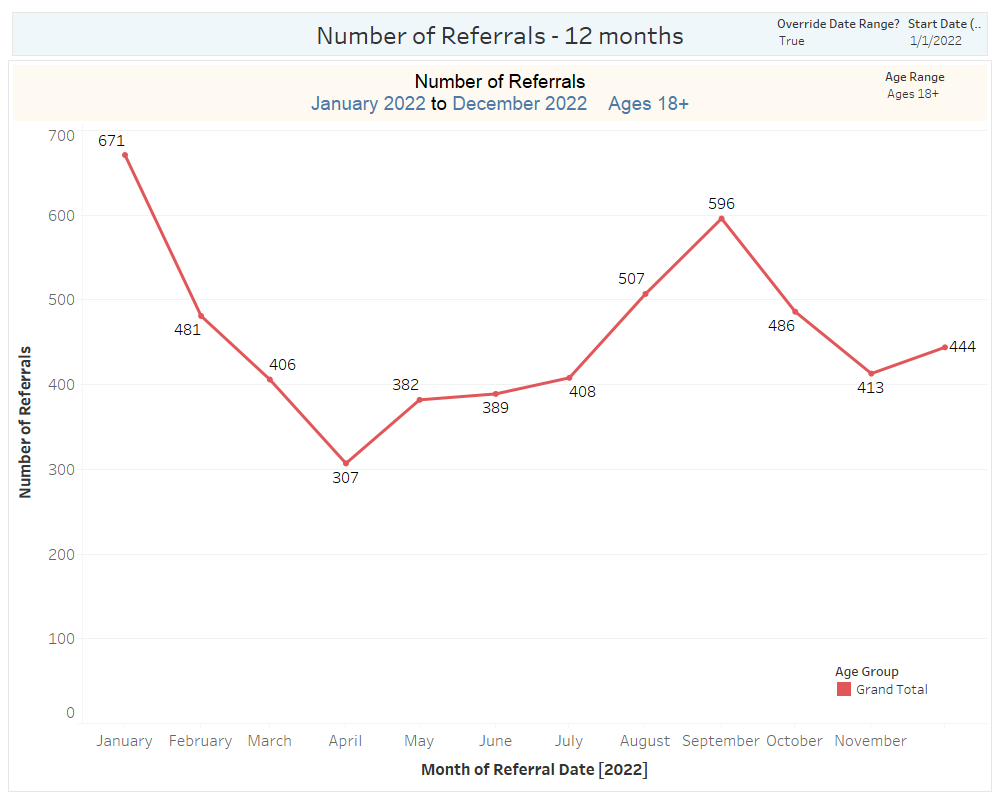 Number of Referrals - 12 months
Override Date Range? Start Date (..
True 1/1/2022
Number of Referrals
January 2022 to December 2022 Ages 18+
Age Range
Ages 18+
Number of Referrals
700
600
500
400
300
200
100
0
671
481
406
307
382
389
408
507
596
486
413
444
Age Group
Grand Total
January February March April May June July August September October November
Month of Referral Date [2022]